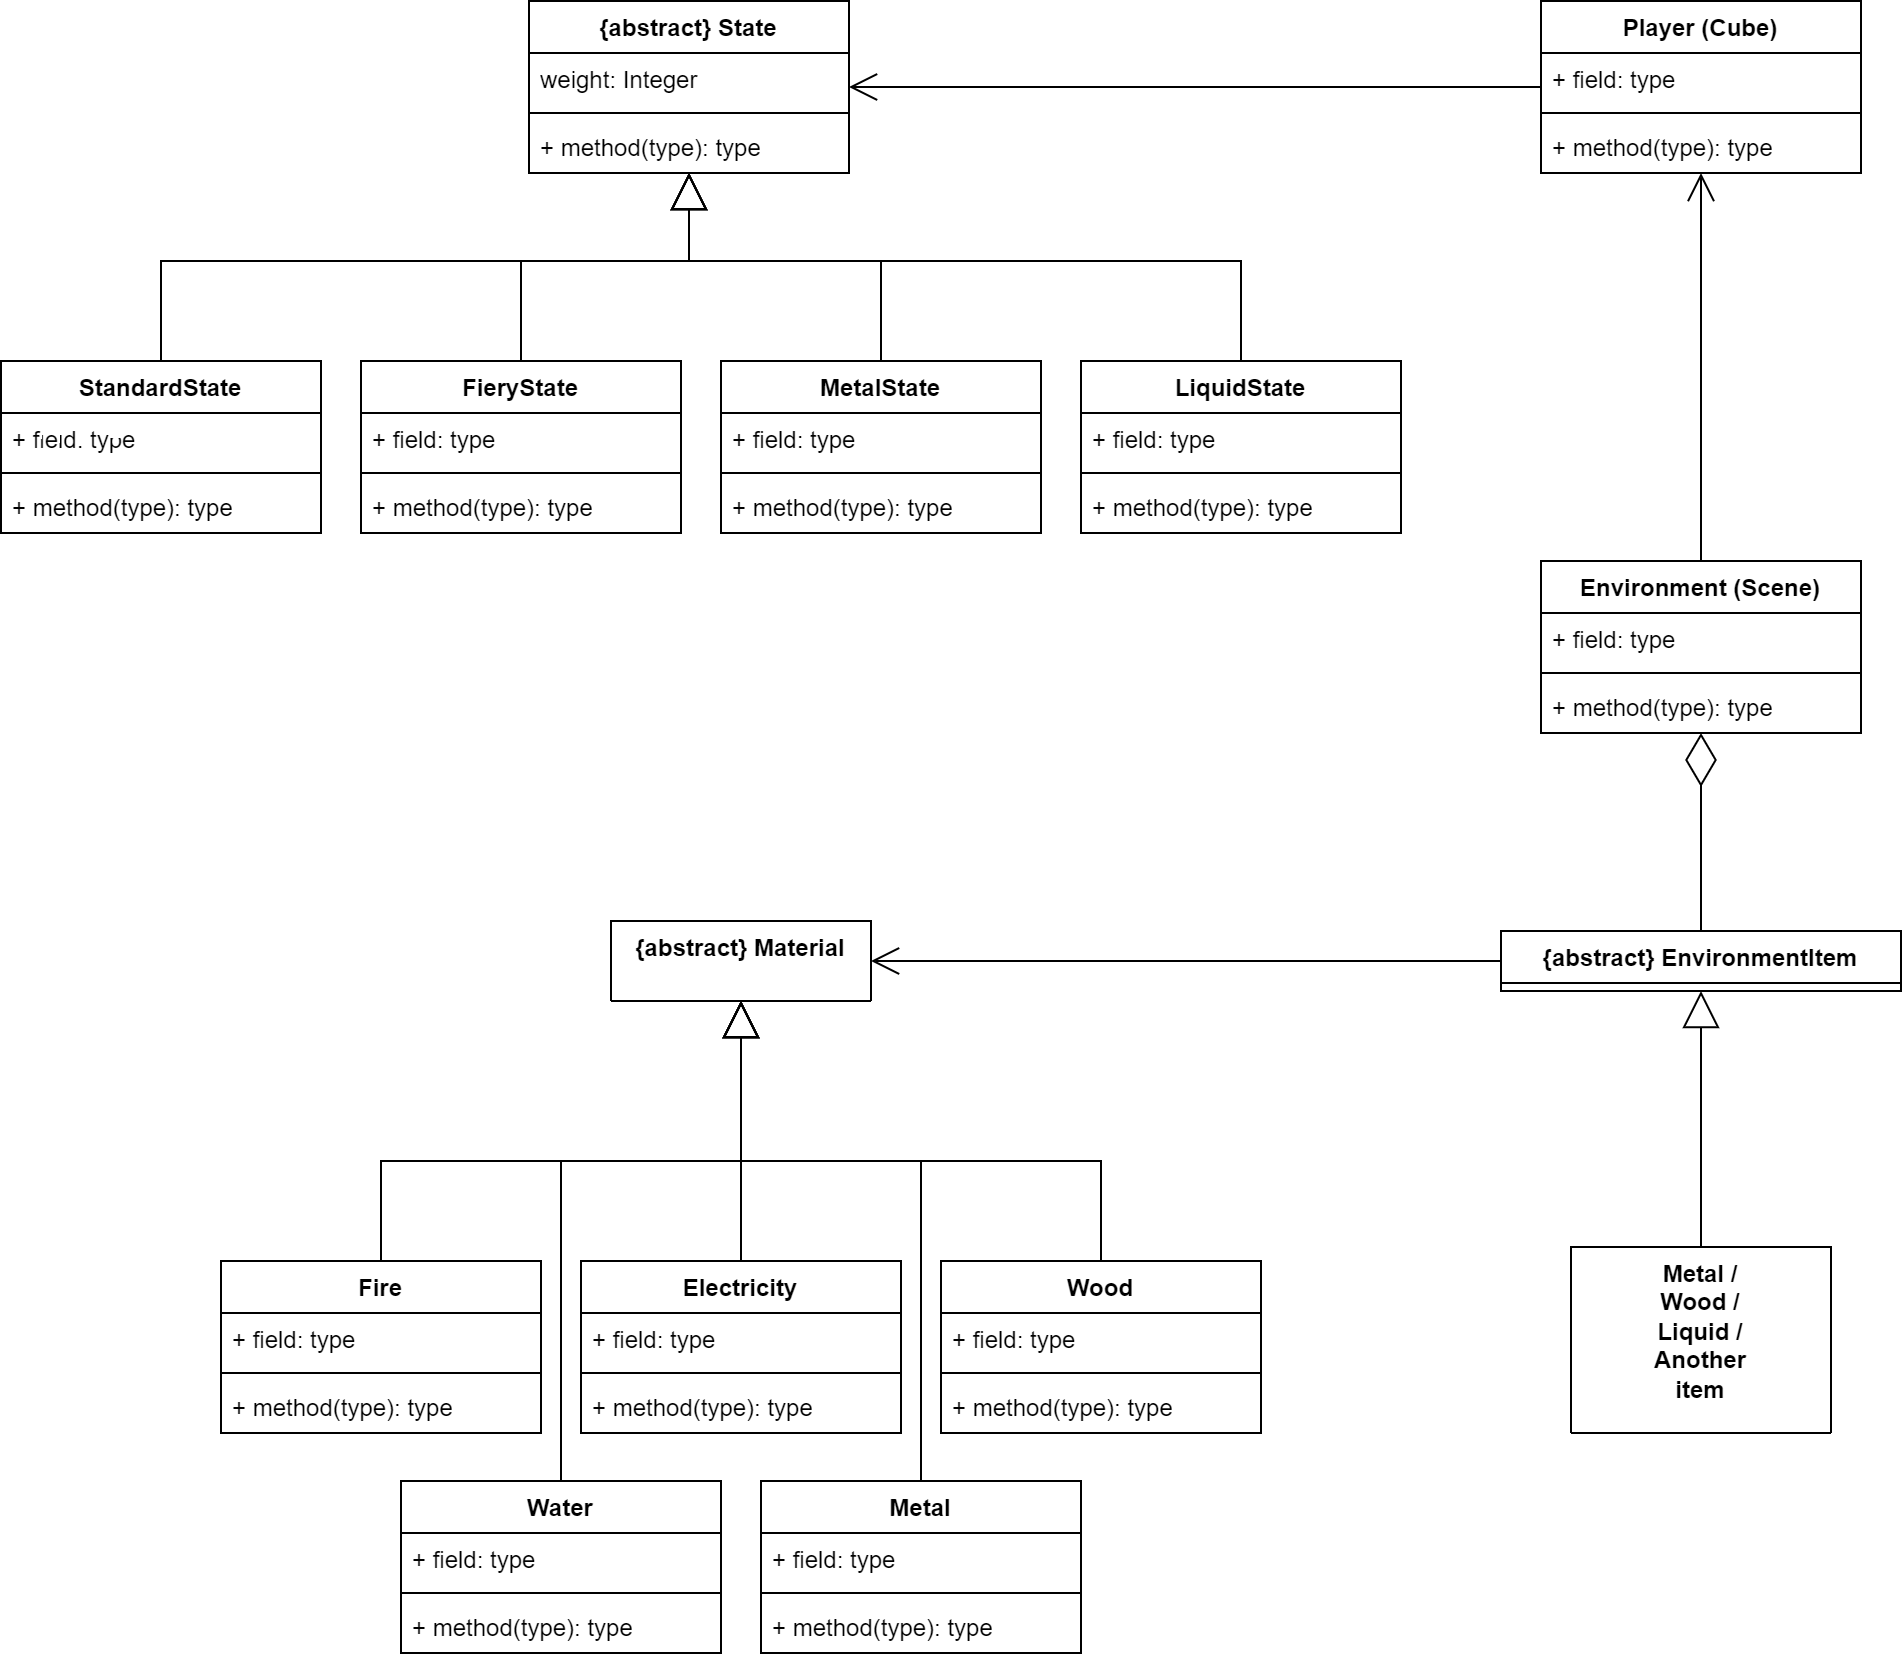 {abstract} State
weight: Integer
+ method(type): type
Player (Cube)
+ field: type
+ method(type): type
StandardState
+ method(type): type
FieryState
+ field: type
+ method(type): type
MetalState
+ field: type
+ method(type): type
LiquidState
+ field: type
+ method(type): type
Environment (Scene)
+ field: type
+ method(type): type
{abstract} Material
{abstract} EnvironmentItem
Fire
+ field: type
+ method(type): type
Electricity
+ field: type
+ method(type): type
Wood
+ field: type
+ method(type): type
Metal /
Wood /
Liquid /
Another
item
Water
+ field: type
+ method(type): type
Metal
+ field: type
+ method(type): type